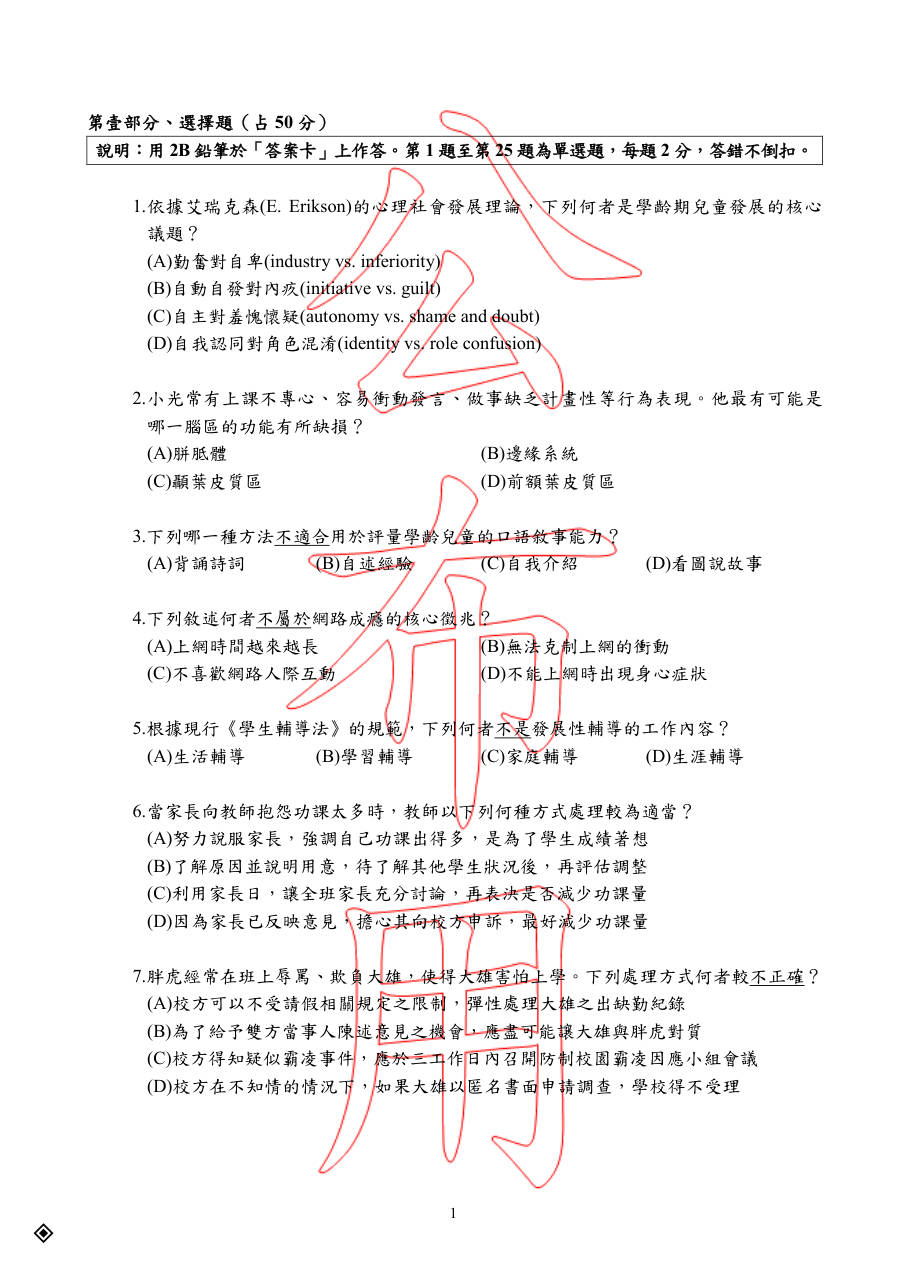 第壹部分、選擇題（占 50 分）
說明：用 2B 鉛筆於「答案卡」上作答。第 1 題至第 25 題為單選題，每題 2 分，答錯不倒扣。
1.依據艾瑞克森(E. Erikson)的心理社會發展理論，下列何者是學齡期兒童發展的核心
議題？
(A)勤奮對自卑(industry vs. inferiority)
(B)自動自發對內疚(initiative vs. guilt)
(C)自主對羞愧懷疑(autonomy vs. shame and doubt)
(D)自我認同對角色混淆(identity vs. role confusion)
2.小光常有上課不專心、容易衝動發言、做事缺乏計畫性等行為表現。他最有可能是
哪一腦區的功能有所缺損？
(A)胼胝體 (B)邊緣系統
(C)顳葉皮質區 (D)前額葉皮質區
3.下列哪一種方法不適合用於評量學齡兒童的口語敘事能力？
(A)背誦詩詞 (B)自述經驗 (C)自我介紹 (D)看圖說故事
4.下列敘述何者不屬於網路成癮的核心徵兆？
(A)上網時間越來越長 (B)無法克制上網的衝動
(C)不喜歡網路人際互動 (D)不能上網時出現身心症狀
5.根據現行《學生輔導法》的規範，下列何者不是發展性輔導的工作內容？
(A)生活輔導 (B)學習輔導 (C)家庭輔導 (D)生涯輔導
6.當家長向教師抱怨功課太多時，教師以下列何種方式處理較為適當？
(A)努力說服家長，強調自己功課出得多，是為了學生成績著想
(B)了解原因並說明用意，待了解其他學生狀況後，再評估調整
(C)利用家長日，讓全班家長充分討論，再表決是否減少功課量
(D)因為家長已反映意見，擔心其向校方申訴，最好減少功課量
7.胖虎經常在班上辱罵、欺負大雄，使得大雄害怕上學。下列處理方式何者較不正確？
(A)校方可以不受請假相關規定之限制，彈性處理大雄之出缺勤紀錄
(B)為了給予雙方當事人陳述意見之機會，應盡可能讓大雄與胖虎對質
(C)校方得知疑似霸凌事件，應於三工作日內召開防制校園霸凌因應小組會議
(D)校方在不知情的情況下，如果大雄以匿名書面申請調查，學校得不受理
公布用
1